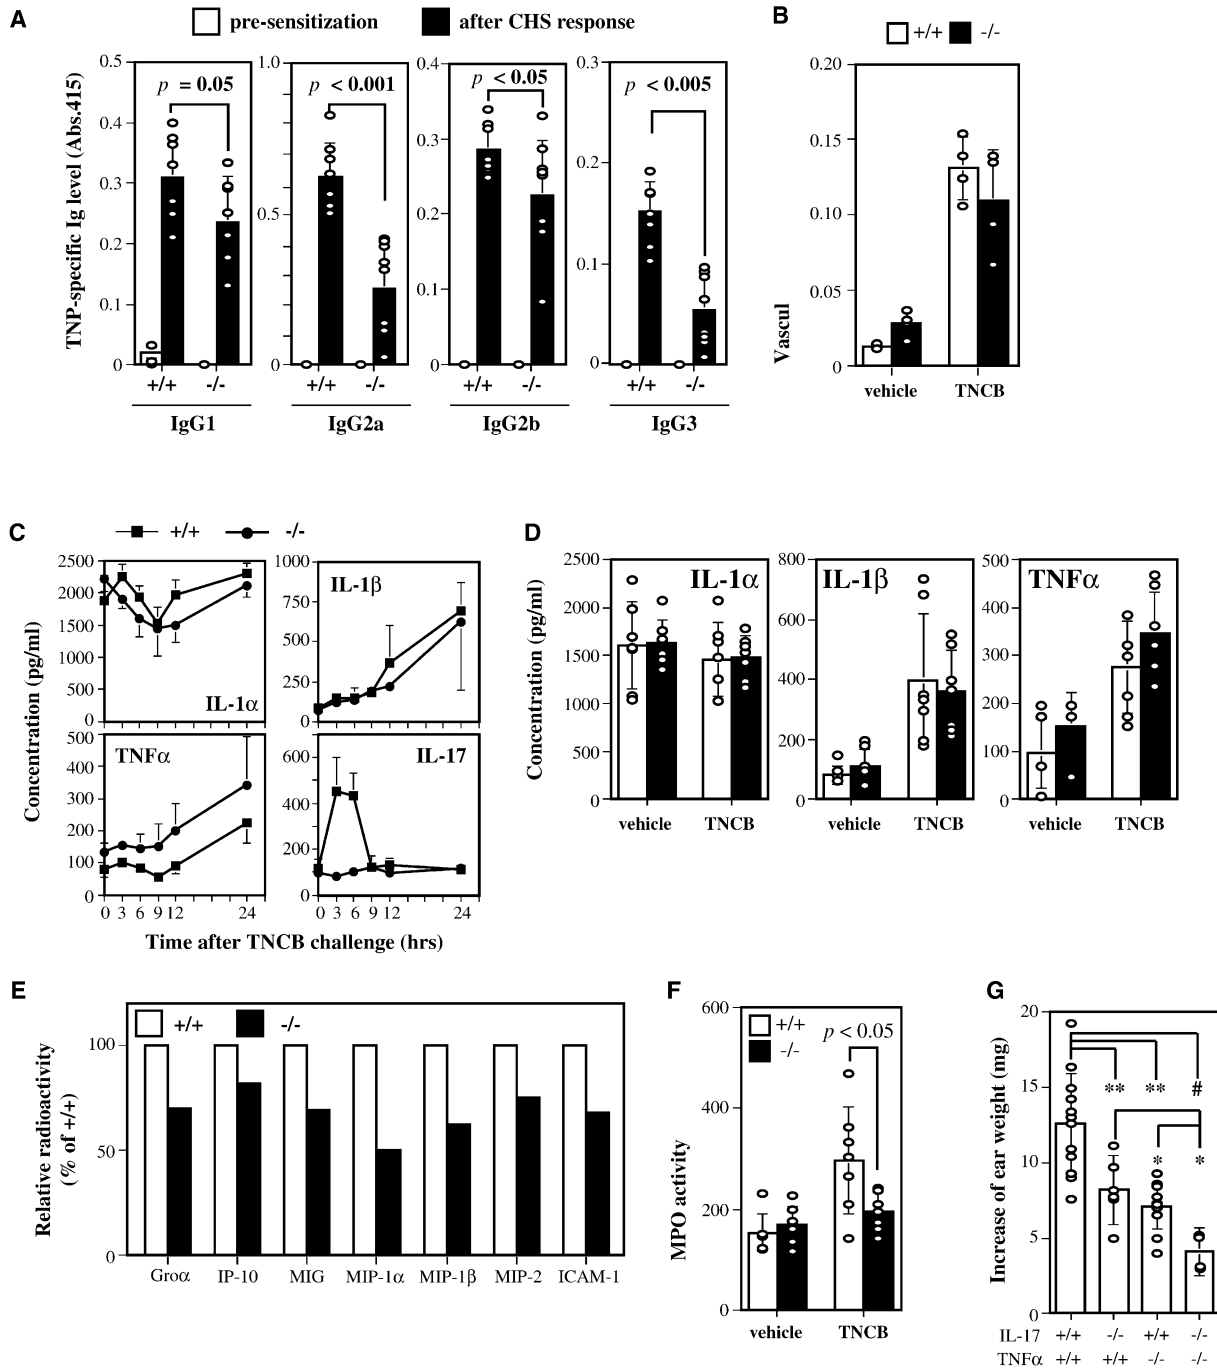 A
pre-sensitization
after CHS response
TNP-specific Ig level (Abs.415)
0.5
0.4
0.3
0.2
0.1
0
p = 0.05
+/+ -/-
IgG1
1.0
0.5
0
p < 0.001
+/+ -/-
IgG2a
0.4
0.3
0.2
0.1
0
p < 0.05
+/+ -/-
IgG2b
0.3
0.2
0.1
0
p < 0.005
+/+ -/-
IgG3
B
+/+ -/-
Vascul
0.20
0.15
0.10
0.05
0
vehicle TNCB
C
+/+ -/-
Concentration (pg/ml)
2500
2000
1500
1000
500
0
IL-1α
1000
750
500
250
0
IL-1β
500
400
300
200
100
0
TNFα
0 3 6 9 12 24
600
400
200
0
IL-17
0 3 6 9 12 24
Time after TNCB challenge (hrs)
D
Concentration (pg/ml)
2500
2000
1500
1000
500
0
IL-1α
vehicle TNCB
800
600
400
200
0
IL-1β
vehicle TNCB
500
400
300
200
100
0
TNFα
vehicle TNCB
E
+/+ -/-
Relative radioactivity
(% of +/+)
100
50
0
Groα IP-10 MIG MIP-1α MIP-1β MIP-2 ICAM-1
F
MPO activity
600
400
200
0
+/+
-/-
p < 0.05
vehicle TNCB
G
Increase of ear weight (mg)
20
15
10
5
0
** ** #
* *
IL-17 +/+ -/- +/+ -/-
TNFα +/+ +/+ -/- -/-